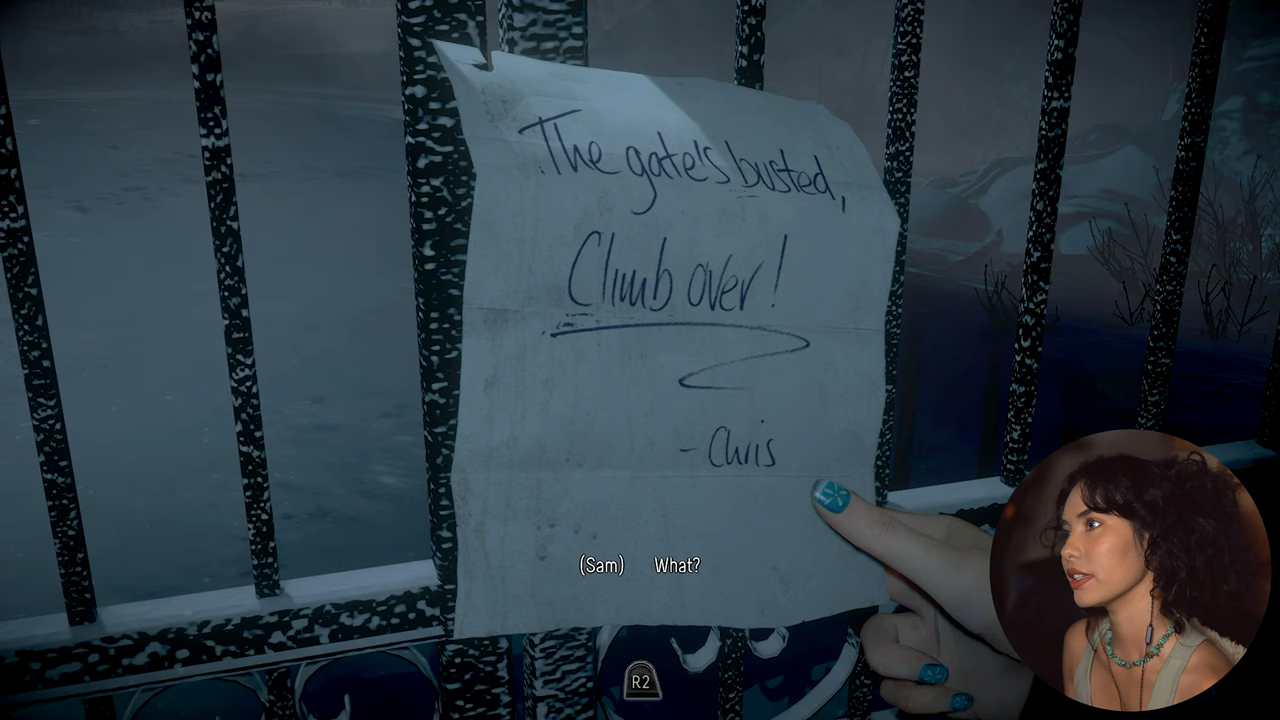 The gate's busted,
Climb over!
-Chris
(Sam) What?
R2